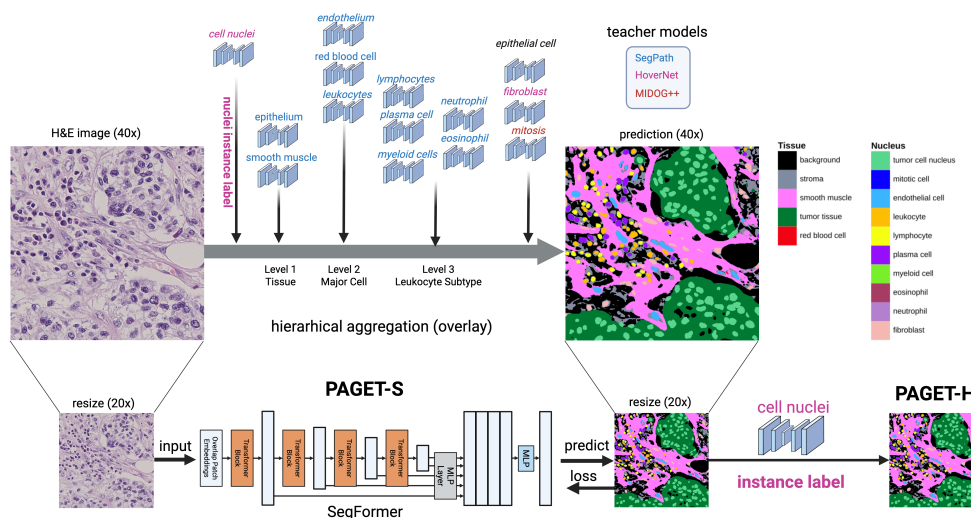 cell nuclei
endothelium
red blood cell
leukocytes
epithelial cell
teacher models
SegPath
HoverNet
MIDOG++
nuclei instance label
epithelium
smooth muscle
lymphocytes
plasma cell
myeloid cells
neutrophil
eosinophil
fibroblast
mitosis
H&E image (40x)
prediction (40x)
Tissue
background
stroma
smooth muscle
tumor tissue
red blood cell
Nucleus
tumor cell nucleus
mitotic cell
endothelial cell
leukocyte
lymphocyte
plasma cell
myeloid cell
eosinophil
neutrophil
fibroblast
Level 1
Tissue
Level 2
Major Cell
Level 3
Leukocyte Subtype
hierarhical aggregation (overlay)
PAGET-S
PAGET-H
resize (20x)
resize (20x)
input
Overlap Patch
Embeddings
Transformer
Block
Transformer
Block
Transformer
Block
Transformer
Block
MLP
Layer
MLP
SegFormer
predict
loss
cell nuclei
instance label